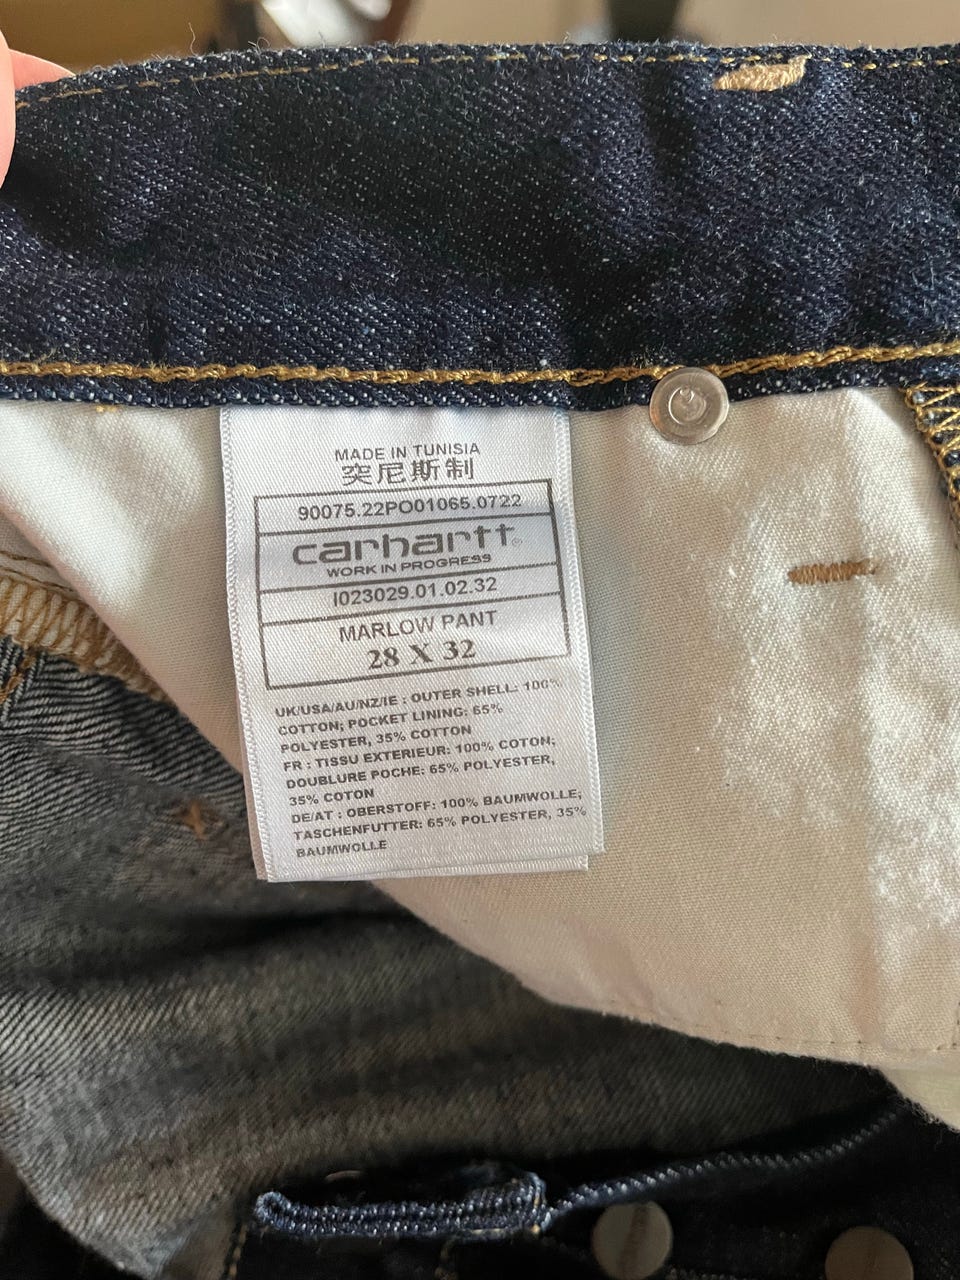 MADE IN TUNISIA
突尼斯制
90075.22PO01065.0722
carhartt®
WORK IN PROGRESS
I023029.01.02.32
MARLOW PANT
28 X 32
UK/USA/AU/NZ/IE : OUTER SHELL: 100%
COTTON; POCKET LINING: 65%
POLYESTER, 35% COTTON
FR : TISSU EXTERIEUR: 100% COTON;
DOUBLURE POCHE: 65% POLYESTER,
35% COTON
DE/AT : OBERSTOFF: 100% BAUMWOLLE;
TASCHENFUTTER: 65% POLYESTER, 35%
BAUMWOLLE